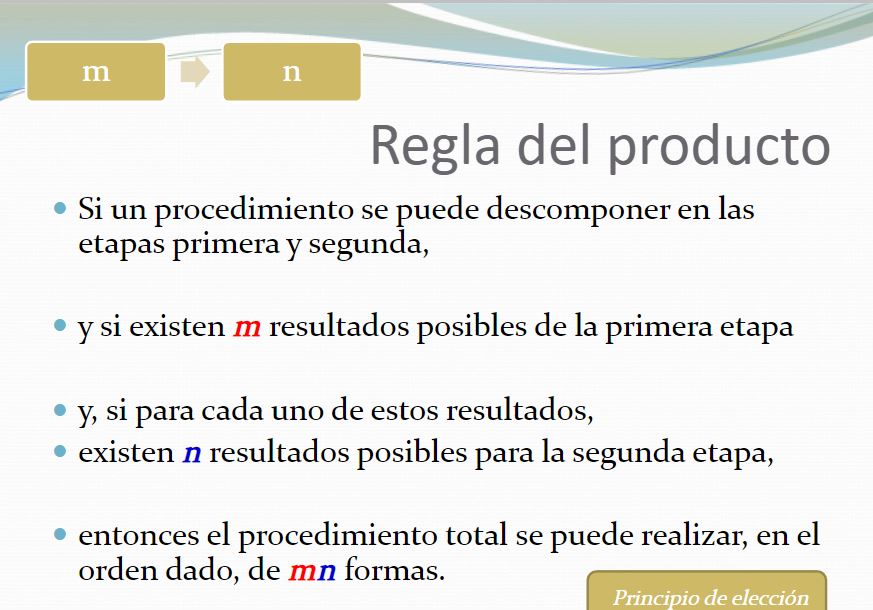 m
n
Regla del producto
Si un procedimiento se puede descomponer en las
etapas primera y segunda,
y si existen m resultados posibles de la primera etapa
y, si para cada uno de estos resultados,
existen n resultados posibles para la segunda etapa,
entonces el procedimiento total se puede realizar, en el
orden dado, de mn formas.
Principio de elección